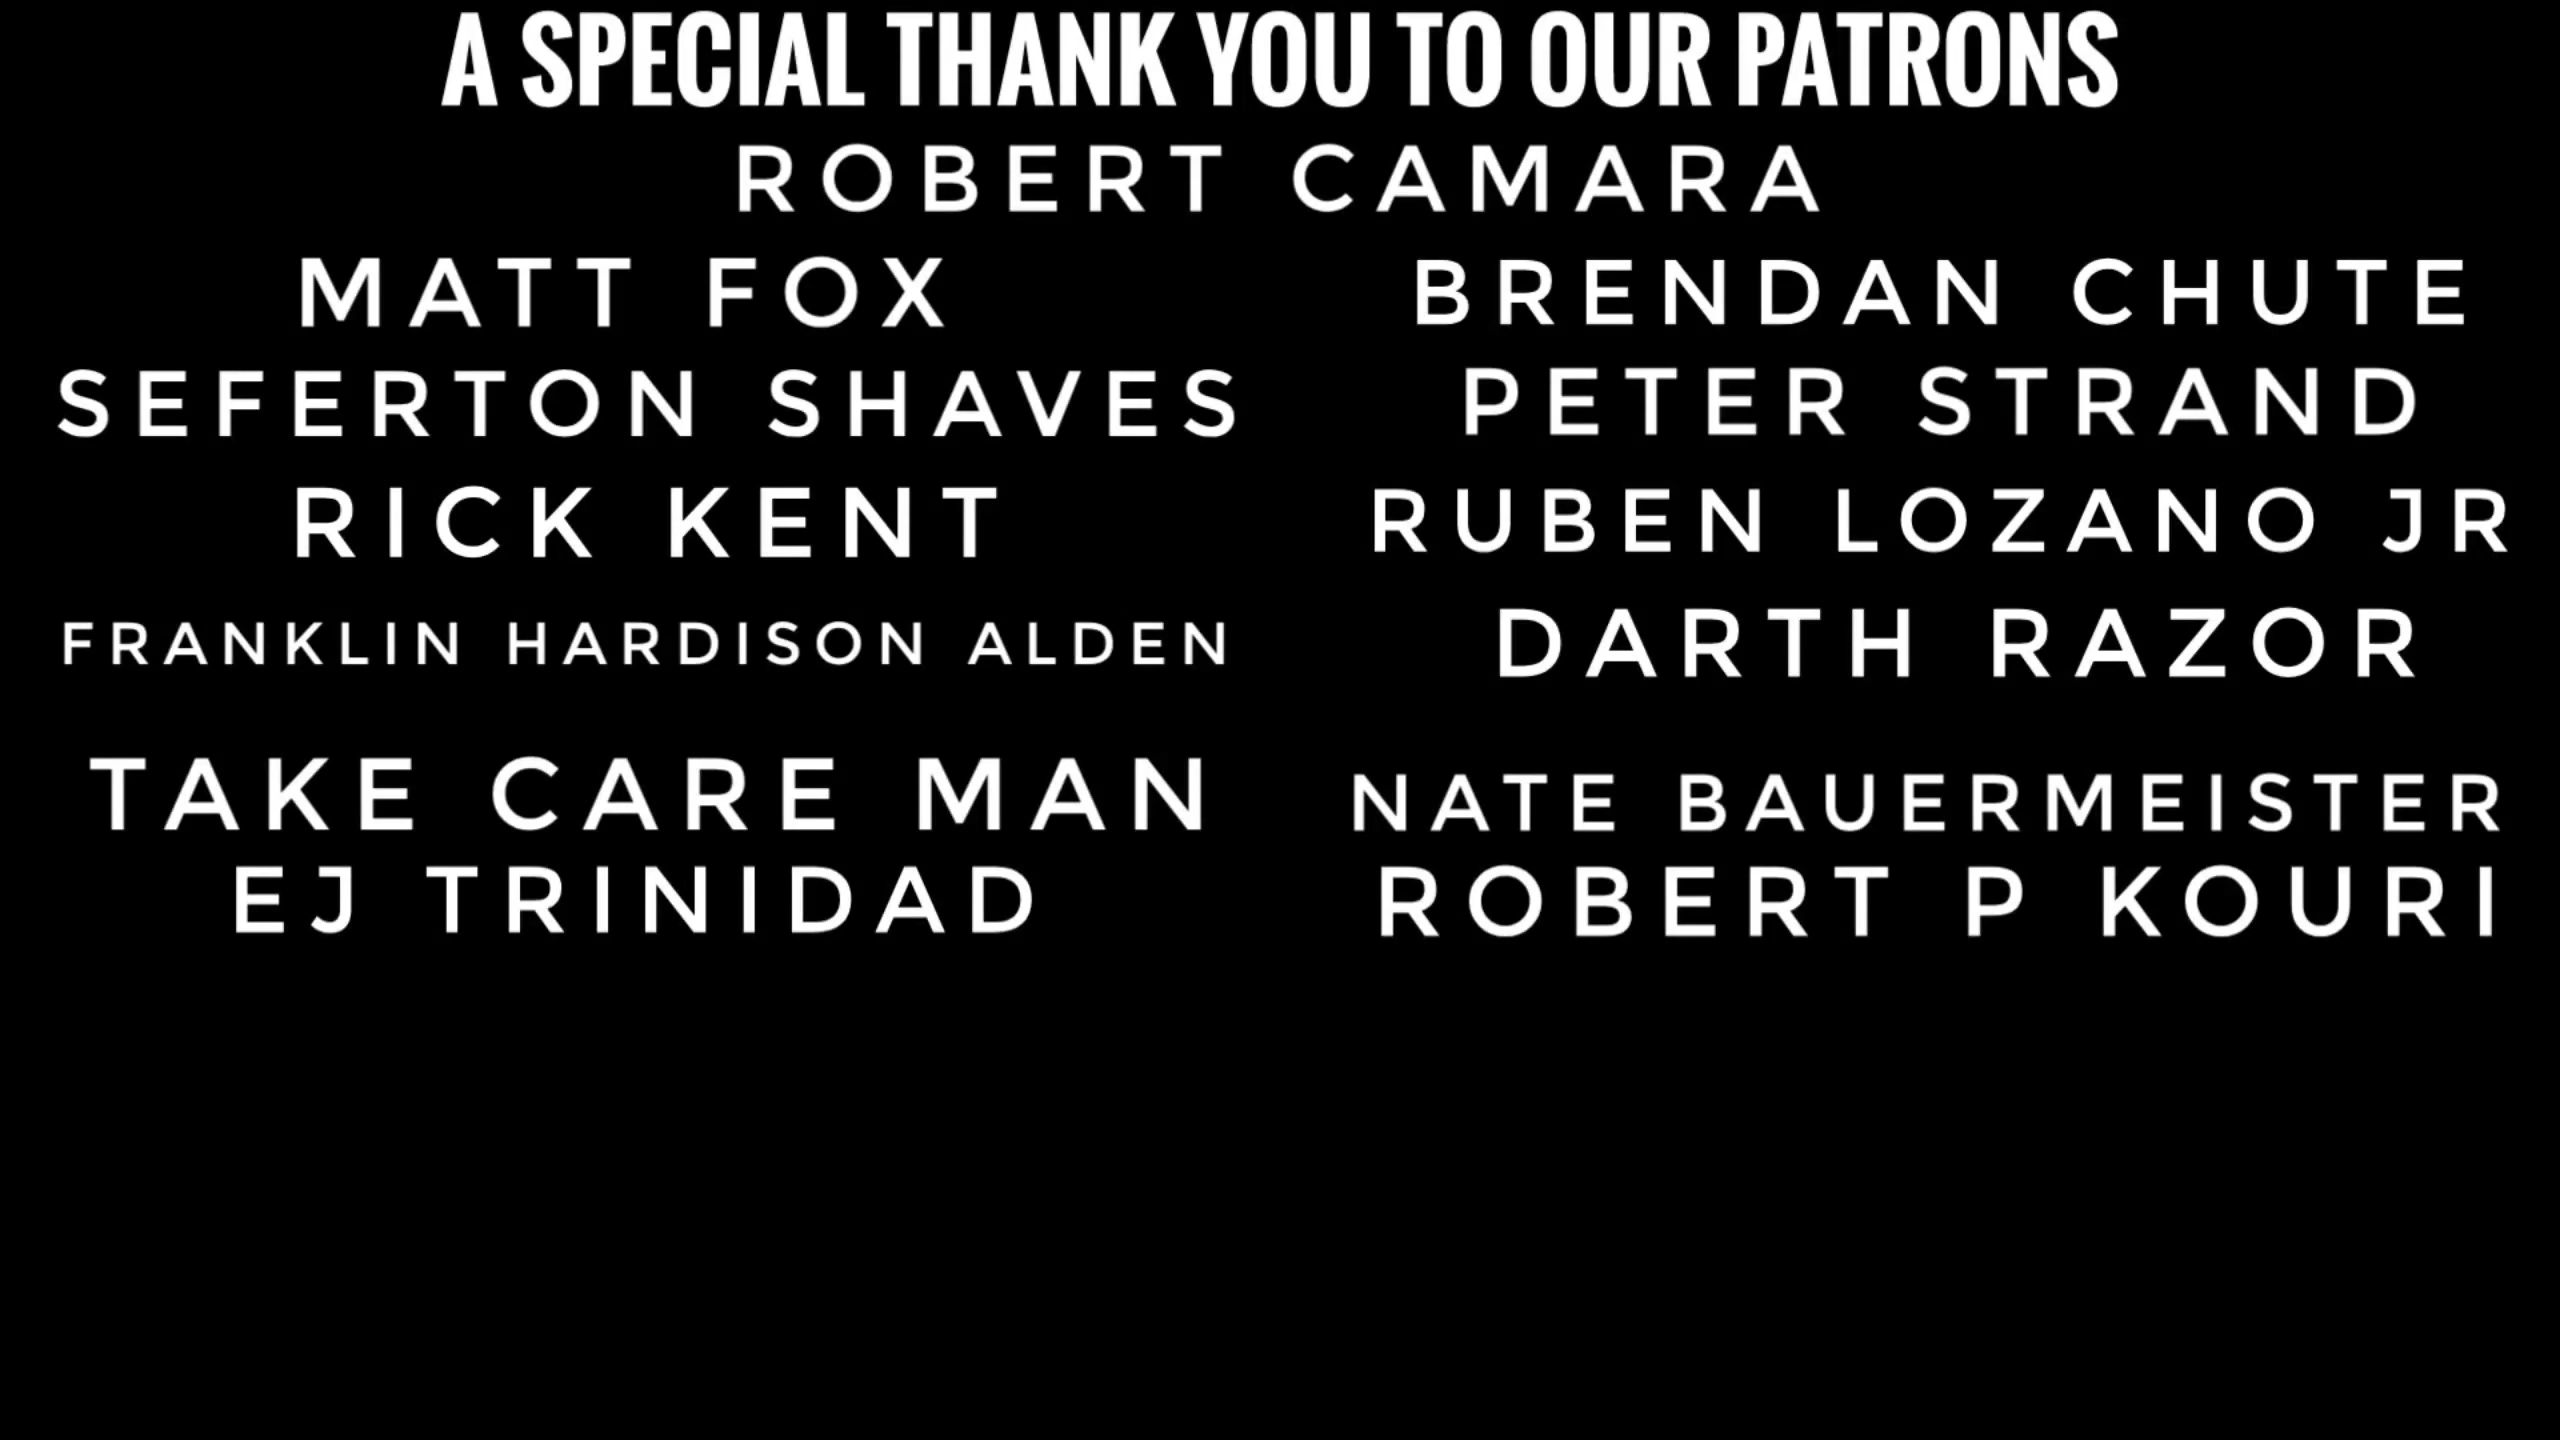 A SPECIAL THANK YOU TO OUR PATRONS
ROBERT CAMARA
MATT FOX
BRENDAN CHUTE
SEFERTON SHAVES
PETER STRAND
RICK KENT
RUBEN LOZANO JR
FRANKLIN HARDISON ALDEN
DARTH RAZOR
TAKE CARE MAN
NATE BAUERMEISTER
EJ TRINIDAD
ROBERT P KOURI